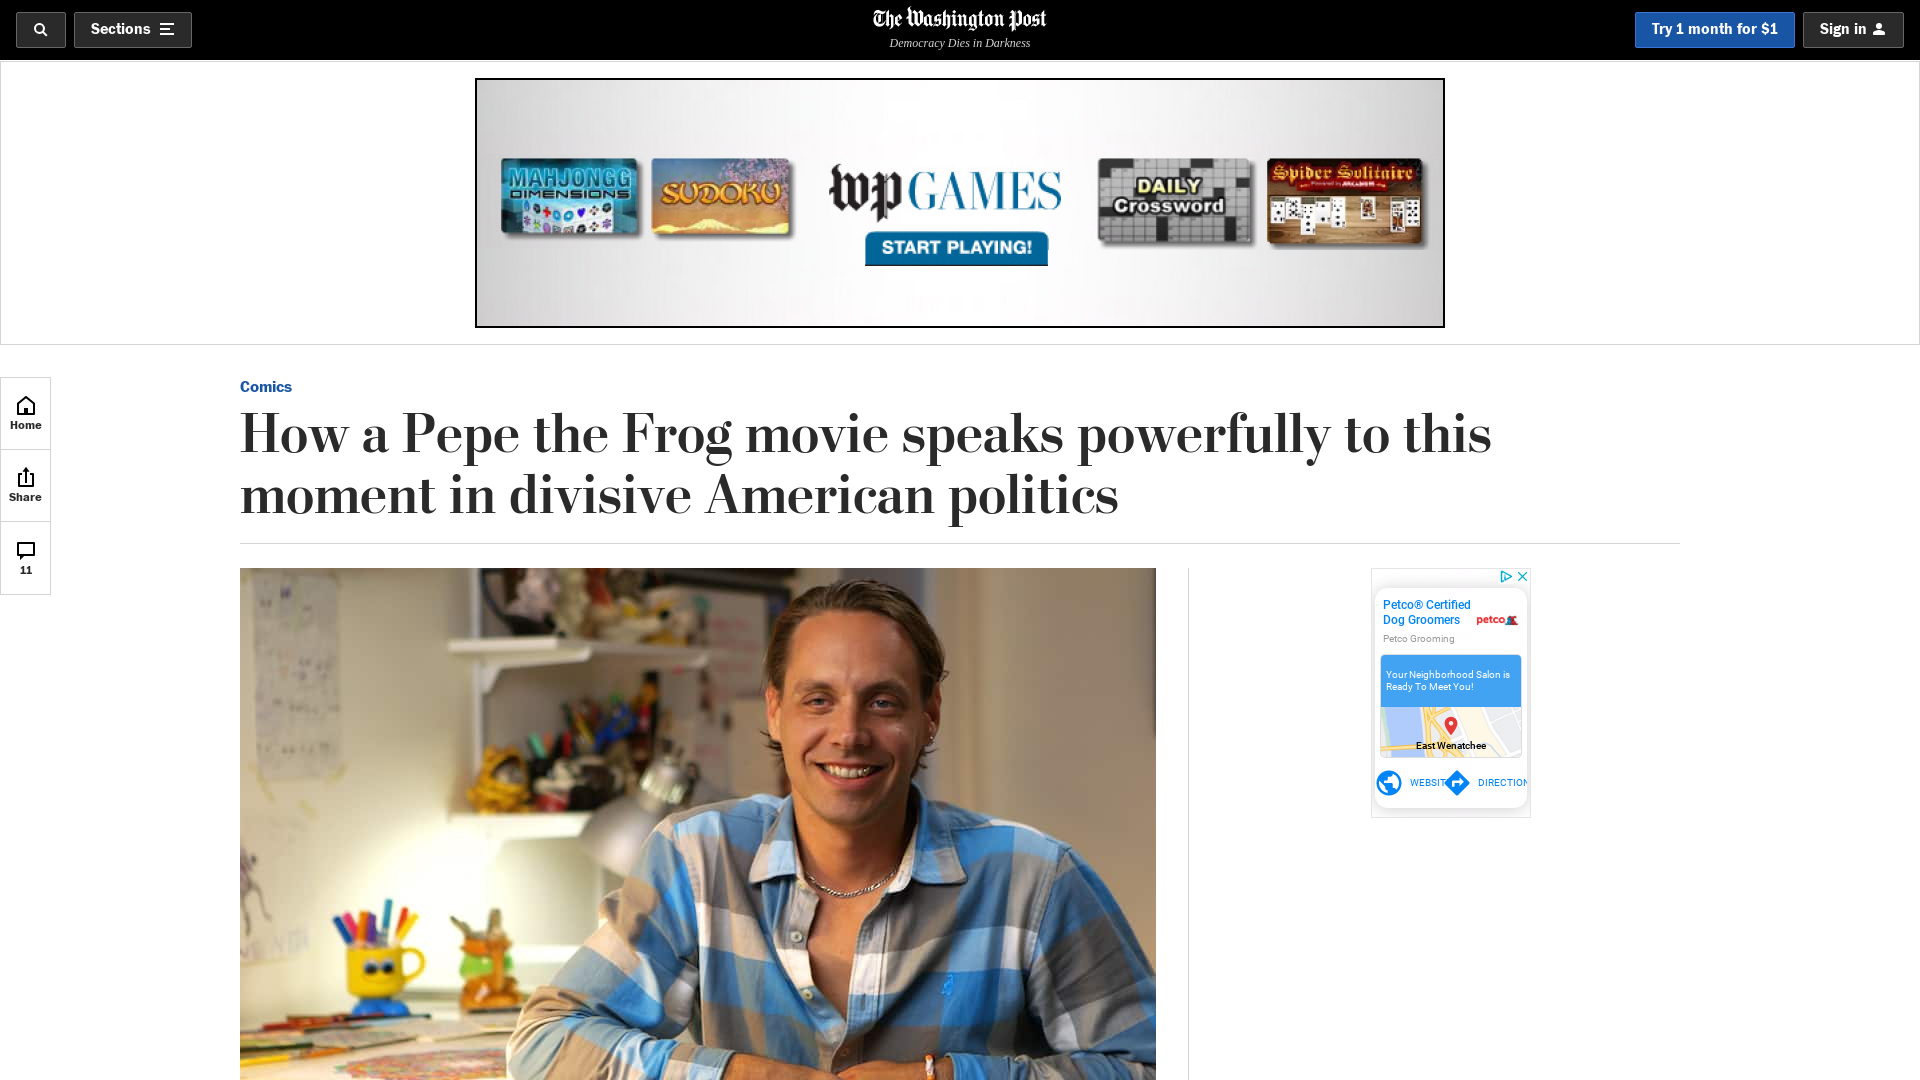 Sections
The Washington Post
Democracy Dies in Darkness
Try 1 month for $1
Sign in
MAHJONGG
DIMENSIONS
SUDOKU
wp GAMES
START PLAYING!
DAILY
Crossword
Spider Solitaire
Home
Share
11
Comics
How a Pepe the Frog movie speaks powerfully to this
moment in divisive American politics
Petco® Certified
Dog Groomers
petco
Petco Grooming
Your Neighborhood Salon is
Ready To Meet You!
East Wenatchee
WEBSIT
DIRECTION